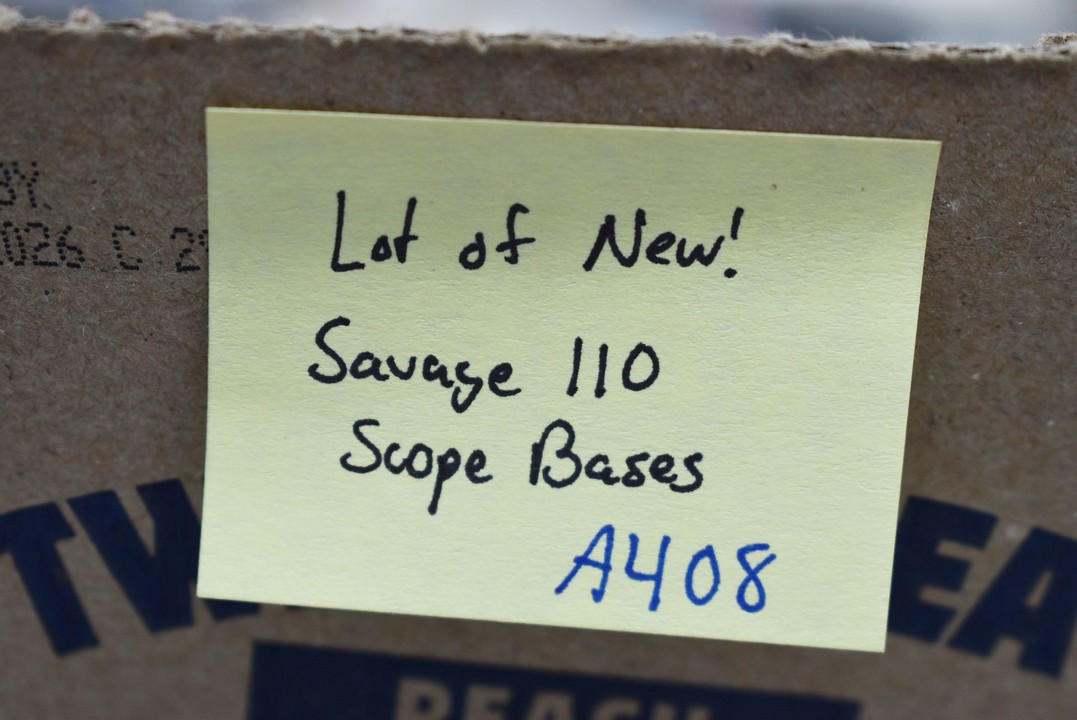 Lot of New!
Savage 110
Scope Bases
A408